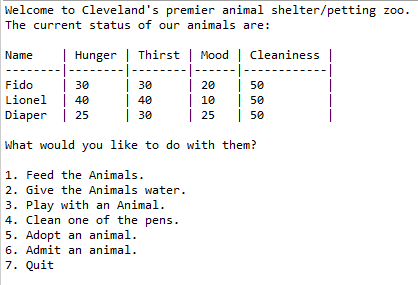 Welcome to Cleveland's premier animal shelter/petting zoo.
The current status of our animals are:
Name | Hunger | Thirst | Mood | Cleaniness |
--------|--------|--------|------|------------|
Fido | 30 | 30 | 20 | 50 |
Lionel | 40 | 40 | 10 | 50 |
Diaper | 25 | 30 | 25 | 50 |
What would you like to do with them?
1. Feed the Animals.
2. Give the Animals water.
3. Play with an Animal.
4. Clean one of the pens.
5. Adopt an animal.
6. Admit an animal.
7. Quit